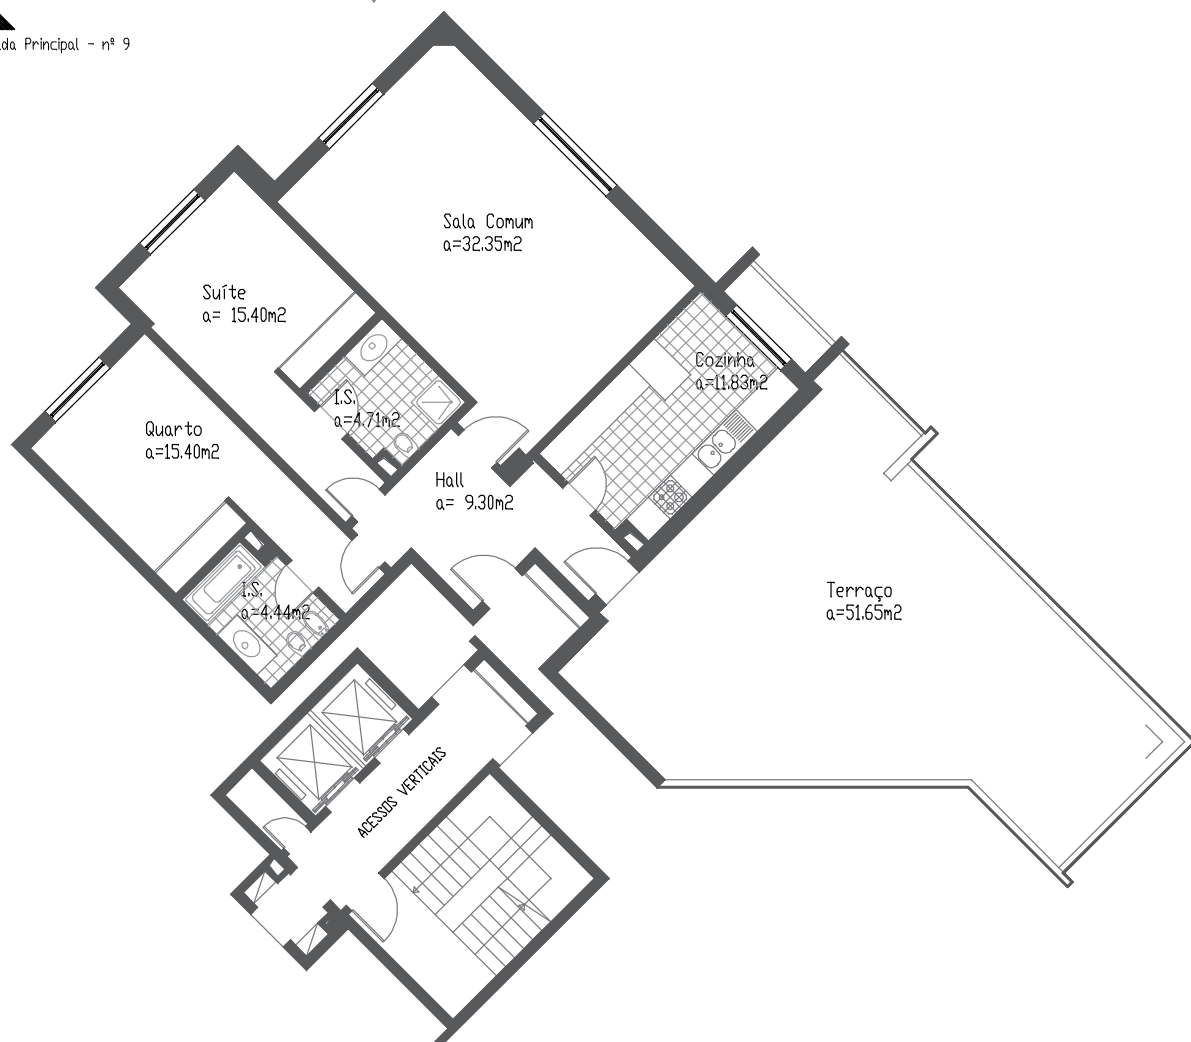 Principal - nº 9
Sala Comum
a=32.35m2
Suíte
a= 15.40m2
Cozinha
a=11.83m2
I.S.
a=4.71m2
Quarto
a=15.40m2
Hall
a= 9.30m2
I.S.
a=4.44m2
Terraço
a=51.65m2
ACESSOS VERTICAIS